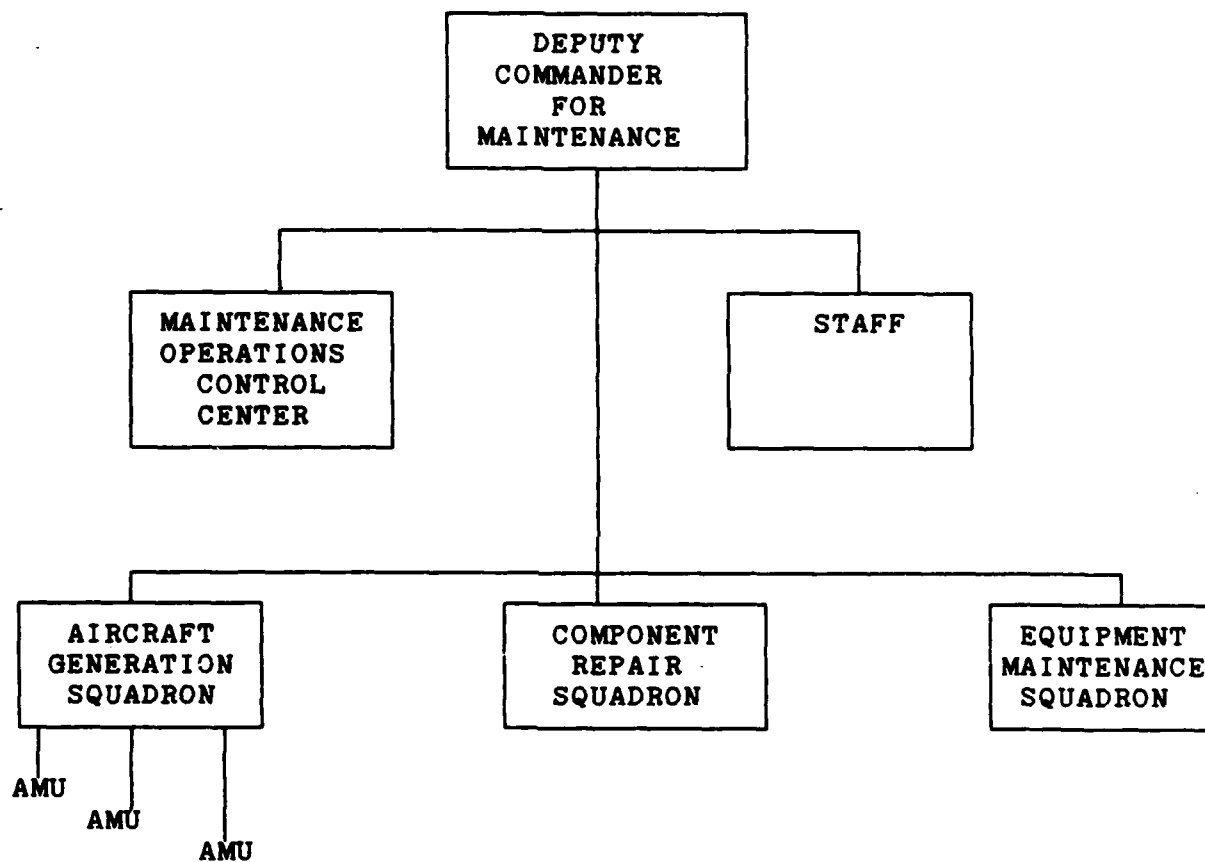 DEPUTY
COMMANDER
FOR
MAINTENANCE
MAINTENANCE
OPERATIONS
CONTROL
CENTER
STAFF
AIRCRAFT
GENERATION
SQUADRON
COMPONENT
REPAIR
SQUADRON
EQUIPMENT
MAINTENANCE
SQUADRON
AMU
AMU
AMU